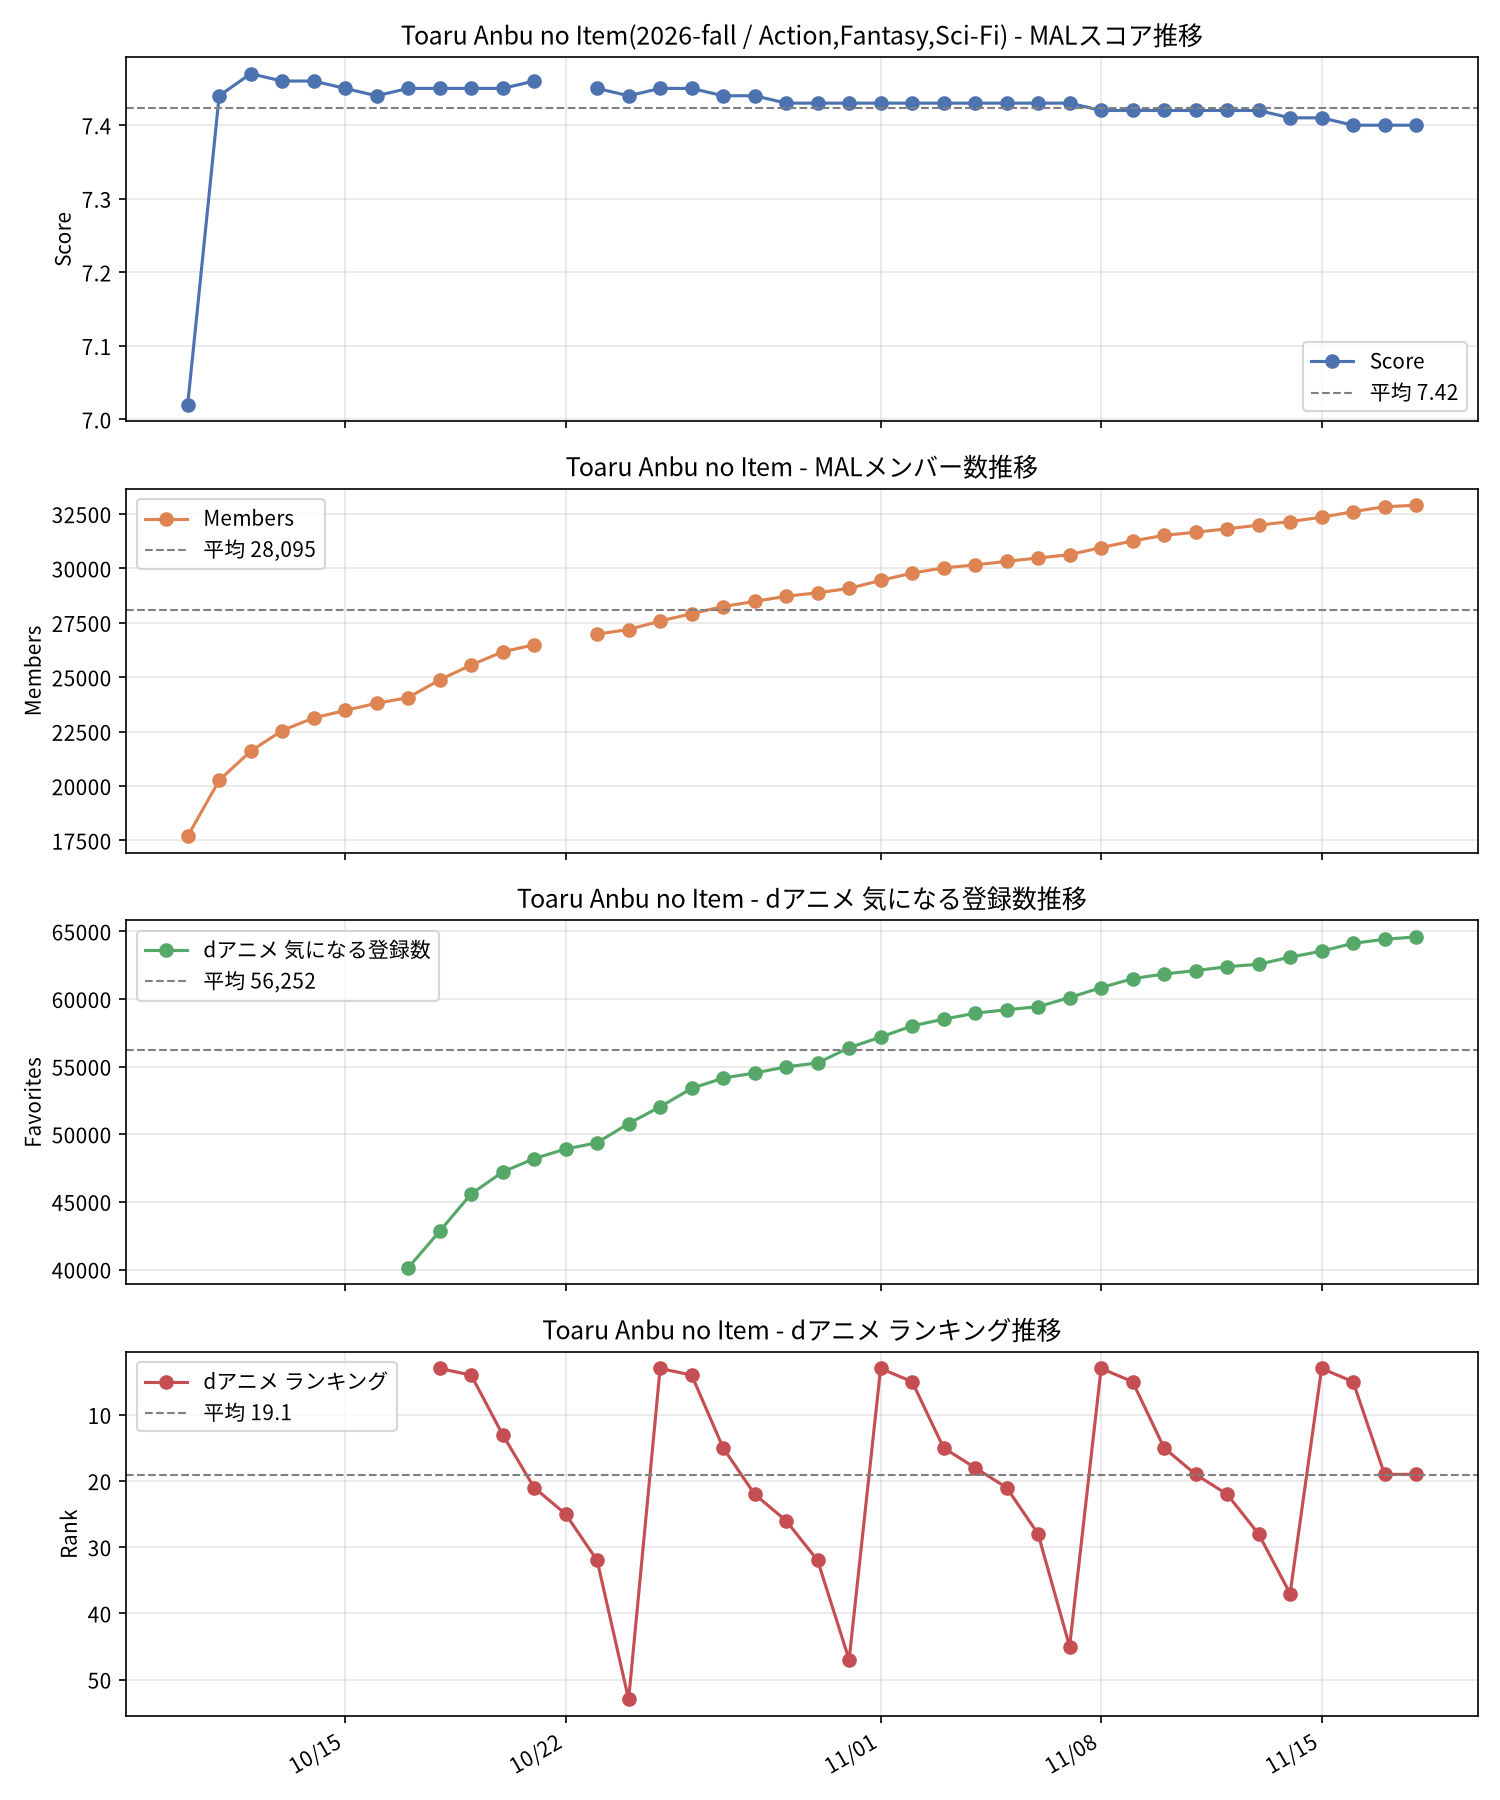 Toaru Anbu no Item(2026-fall / Action,Fantasy,Sci-Fi) - MALスコア推移
Score
7.4
7.3
7.2
7.1
7.0
Score
平均 7.42
Toaru Anbu no Item - MALメンバー数推移
Members
32500
30000
27500
25000
22500
20000
17500
Members
平均 28,095
Toaru Anbu no Item - dアニメ 気になる登録数推移
Favorites
65000
60000
55000
50000
45000
40000
dアニメ 気になる登録数
平均 56,252
Toaru Anbu no Item - dアニメ ランキング推移
Rank
10
20
30
40
50
dアニメ ランキング
平均 19.1
10/15
10/22
11/01
11/08
11/15